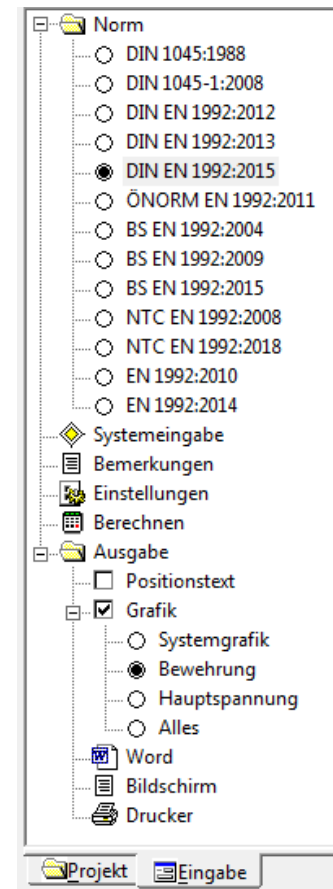 Norm
DIN 1045:1988
DIN 1045-1:2008
DIN EN 1992:2012
DIN EN 1992:2013
DIN EN 1992:2015
ÖNORM EN 1992:2011
BS EN 1992:2004
BS EN 1992:2009
BS EN 1992:2015
NTC EN 1992:2008
NTC EN 1992:2018
EN 1992:2010
EN 1992:2014
Systemeingabe
Bemerkungen
Einstellungen
Berechnen
Ausgabe
Positionstext
Grafik
Systemgrafik
Bewehrung
Hauptspannung
Alles
Word
Bildschirm
Drucker
Projekt Eingabe